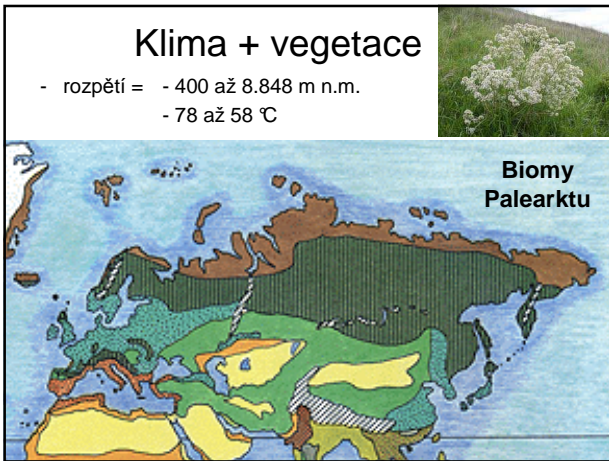 Klima + vegetace
- rozpětí = - 400 až 8.848 m n.m.
- 78 až 58 °C
Biomy
Palearktu